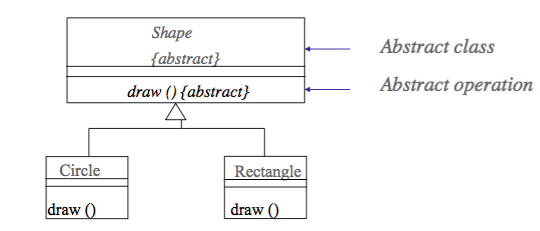 Shape
{abstract}
Abstract class
draw () {abstract}
Abstract operation
Circle
draw ()
Rectangle
draw ()